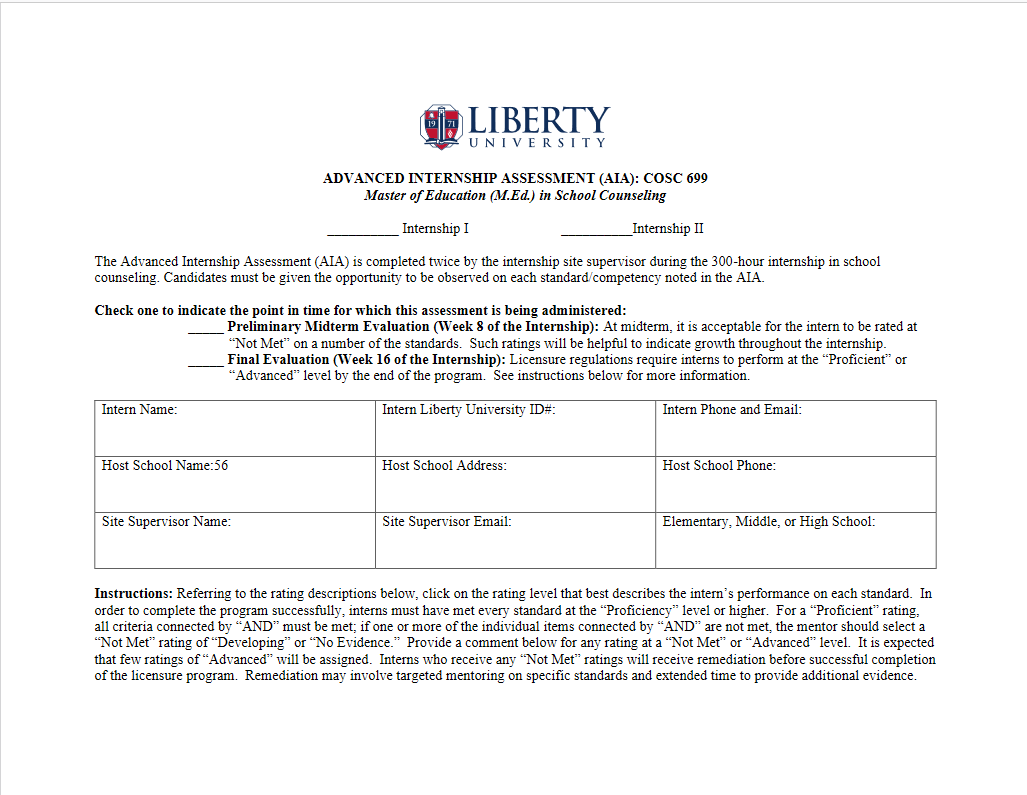 19 71
LIBERTY
UNIVERSITY
ADVANCED INTERNSHIP ASSESSMENT (AIA): COSC 699
Master of Education (M.Ed.) in School Counseling
__________ Internship I __________Internship II
The Advanced Internship Assessment (AIA) is completed twice by the internship site supervisor during the 300-hour internship in school
counseling. Candidates must be given the opportunity to be observed on each standard/competency noted in the AIA.
Check one to indicate the point in time for which this assessment is being administered:
_____ Preliminary Midterm Evaluation (Week 8 of the Internship): At midterm, it is acceptable for the intern to be rated at
“Not Met” on a number of the standards. Such ratings will be helpful to indicate growth throughout the internship.
_____ Final Evaluation (Week 16 of the Internship): Licensure regulations require interns to perform at the “Proficient” or
“Advanced” level by the end of the program. See instructions below for more information.
Intern Name: Intern Liberty University ID#: Intern Phone and Email:
Host School Name:56 Host School Address: Host School Phone:
Site Supervisor Name: Site Supervisor Email: Elementary, Middle, or High School:
Instructions: Referring to the rating descriptions below, click on the rating level that best describes the intern’s performance on each standard. In
order to complete the program successfully, interns must have met every standard at the “Proficiency” level or higher. For a “Proficient” rating,
all criteria connected by “AND” must be met; if one or more of the individual items connected by “AND” are not met, the mentor should select a
“Not Met” rating of “Developing” or “No Evidence.” Provide a comment below for any rating at a “Not Met” or “Advanced” level. It is expected
that few ratings of “Advanced” will be assigned. Interns who receive any “Not Met” ratings will receive remediation before successful completion
of the licensure program. Remediation may involve targeted mentoring on specific standards and extended time to provide additional evidence.